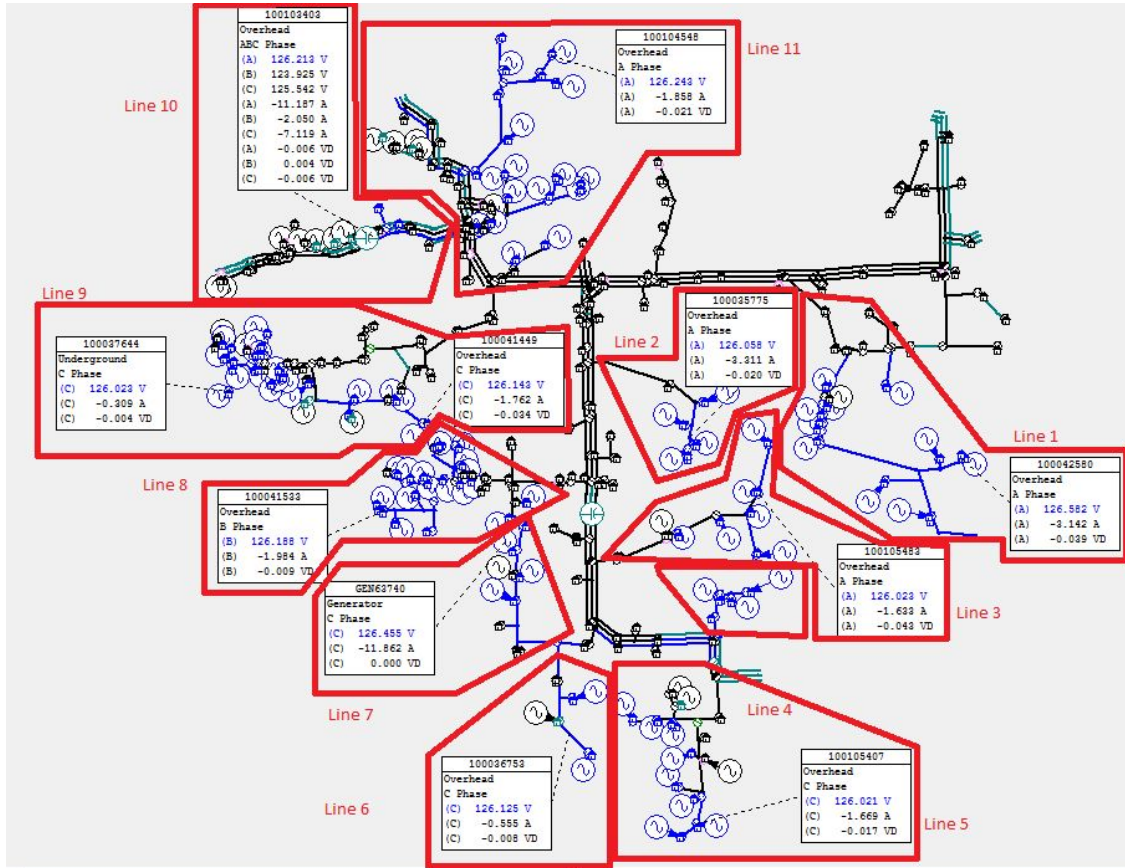 100103403
Overhead
ABC Phase
(A) 126.213 V
(B) 123.925 V
(C) 125.542 V
(A) -11.187 A
(B) -2.050 A
(C) -7.119 A
(A) -0.006 VD
(B) 0.004 VD
(C) -0.006 VD
Line 10
100104548
Overhead
A Phase
(A) 126.243 V
(A) -1.858 A
(A) -0.021 VD
Line 11
Line 9
100037644
Underground
C Phase
(C) 126.023 V
(C) -0.309 A
(C) -0.004 VD
100041449
Overhead
C Phase
(C) 126.143 V
(C) -1.762 A
(C) -0.034 VD
Line 2
100035775
Overhead
A Phase
(A) 126.058 V
(A) -3.311 A
(A) -0.020 VD
Line 1
100042580
Overhead
A Phase
(A) 126.582 V
(A) -3.142 A
(A) -0.039 VD
Line 8
100041533
Overhead
B Phase
(B) 126.188 V
(B) -1.984 A
(B) -0.009 VD
100105483
Overhead
A Phase
(A) 126.023 V
(A) -1.633 A
(A) -0.043 VD
Line 3
GEN63740
Generator
C Phase
(C) 126.455 V
(C) -11.862 A
(C) 0.000 VD
Line 7
Line 4
100036753
Overhead
C Phase
(C) 126.125 V
(C) -0.555 A
(C) -0.008 VD
Line 6
100105407
Overhead
C Phase
(C) 126.021 V
(C) -1.669 A
(C) -0.017 VD
Line 5